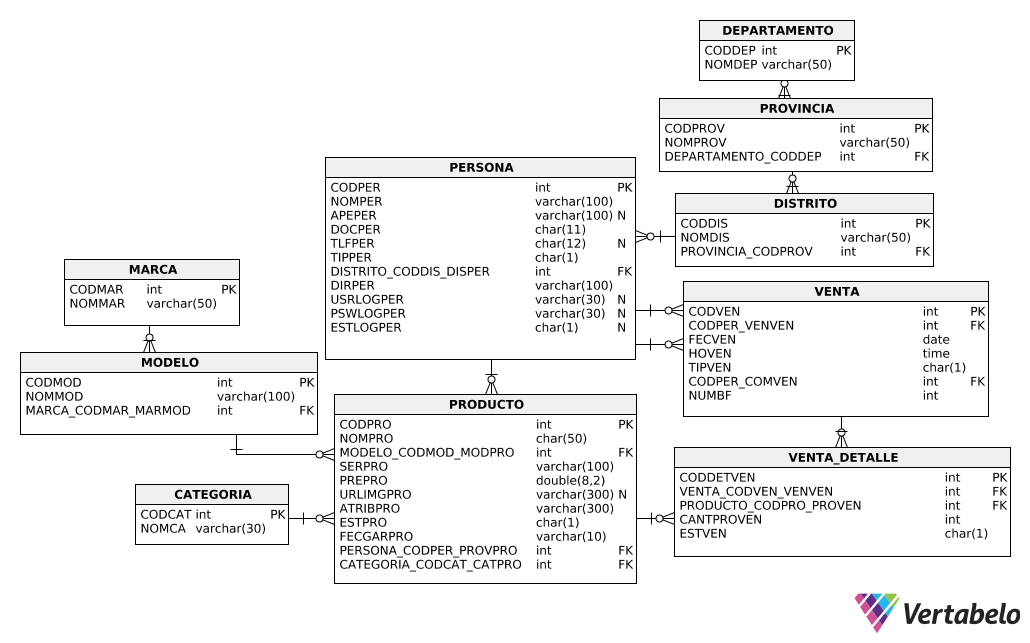 DEPARTAMENTO
CODDEP int PK
NOMDEP varchar(50)
PROVINCIA
CODPROV int PK
NOMPROV varchar(50)
DEPARTAMENTO_CODDEP int FK
DISTRITO
CODDIS int PK
NOMDIS varchar(50)
PROVINCIA_CODPROV int FK
PERSONA
CODPER int PK
NOMPER varchar(100)
APEPER varchar(100) N
DOCPER char(11)
TLFPER char(12) N
TIPPER char(1)
DISTRITO_CODDIS_DISPER int FK
DIRPER varchar(100)
USRLOGPER varchar(30) N
PSWLOGPER varchar(30) N
ESTLOGPER char(1) N
MARCA
CODMAR int PK
NOMMAR varchar(50)
VENTA
CODVEN int PK
CODPER_VENVEN int FK
FECVEN date
HOVEN time
TIPVEN char(1)
CODPER_COMVEN int FK
NUMBF int
MODELO
CODMOD int PK
NOMMOD varchar(100)
MARCA_CODMAR_MARMOD int FK
PRODUCTO
CODPRO int PK
NOMPRO char(50)
MODELO_CODMOD_MODPRO int FK
SERPRO varchar(100)
PREPRO double(8,2)
URLIMGPRO varchar(300) N
ATRIBPRO varchar(300)
ESTPRO char(1)
FECGARPRO varchar(10)
PERSONA_CODPER_PROVPRO int FK
CATEGORIA_CODCAT_CATPRO int FK
VENTA_DETALLE
CODDETVEN int PK
VENTA_CODVEN_VENVEN int FK
PRODUCTO_CODPRO_PROVEN int FK
CANTPROVEN int
ESTVEN char(1)
CATEGORIA
CODCAT int PK
NOMCA varchar(30)
Vertabelo